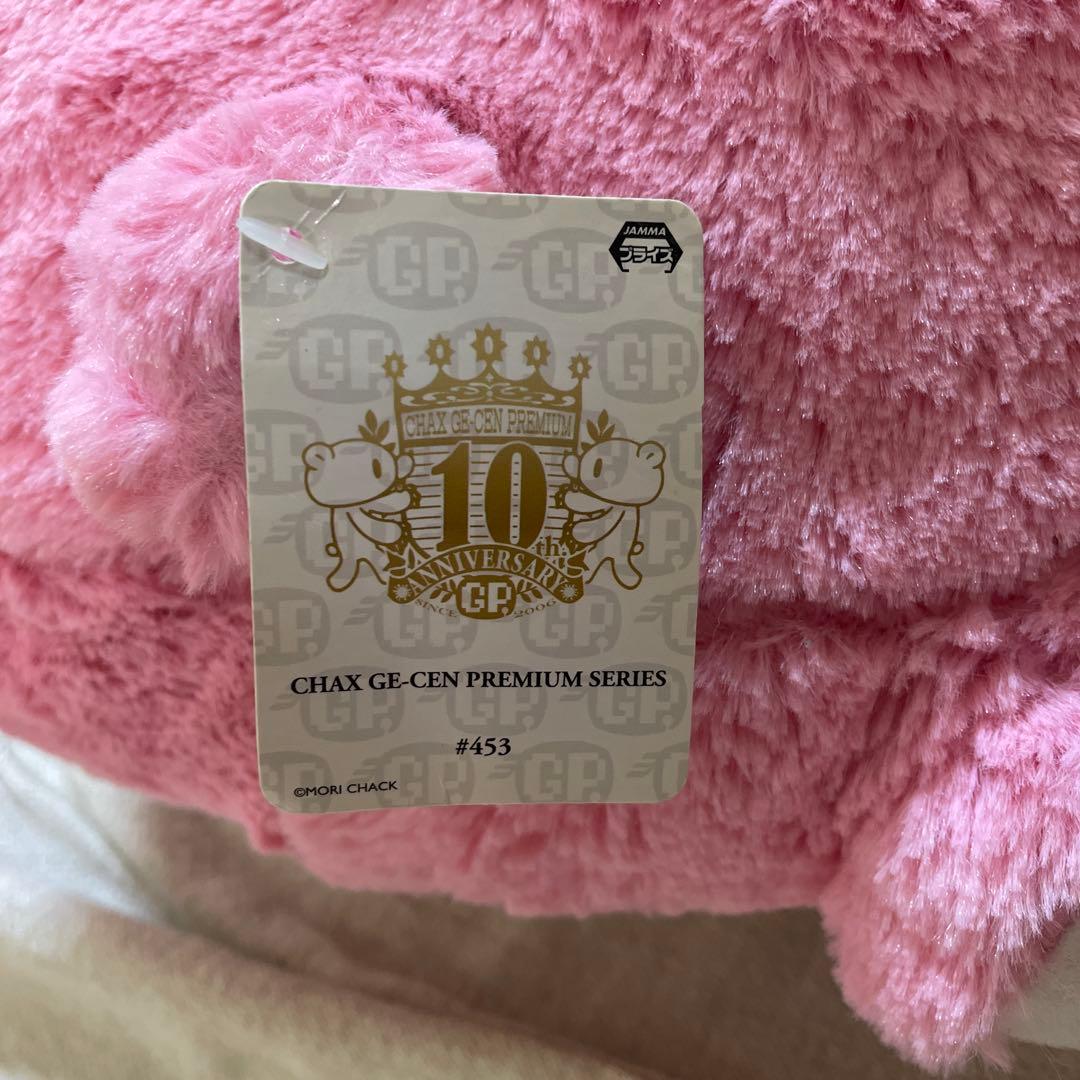 JAMMA
プライズ
CHAX GE-CEN PREMIUM
10th
ANNIVERSARY
SINCE GP. 2006
CHAX GE-CEN PREMIUM SERIES
#453
©MORI CHACK